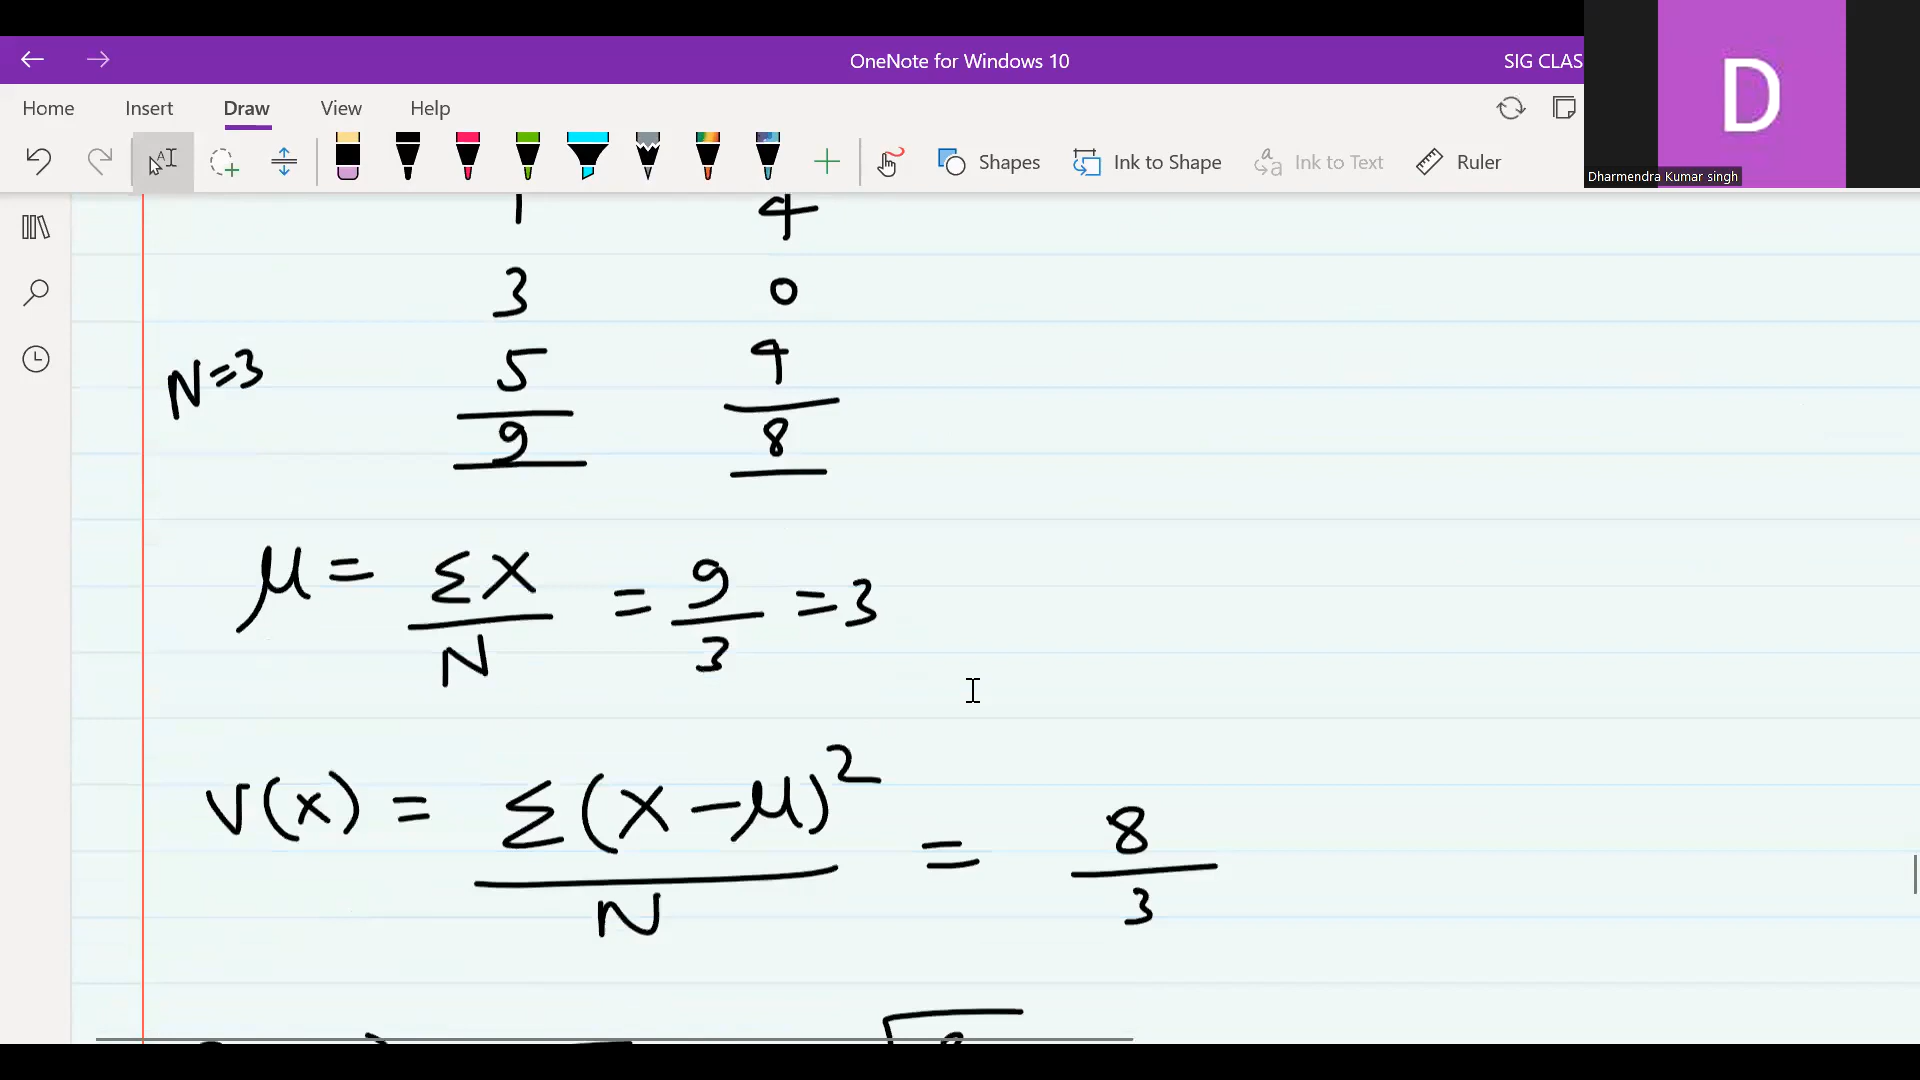 OneNote for Windows 10 SIG CLAS
D
Dharmendra Kumar singh
Home Insert Draw View Help
Shapes Ink to Shape Ink to Text Ruler
1 4
3 0
N=3 5 4
9 8
μ = ΣX/N = 9/3 = 3
V(x) = Σ(X-μ)²/N = 8/3